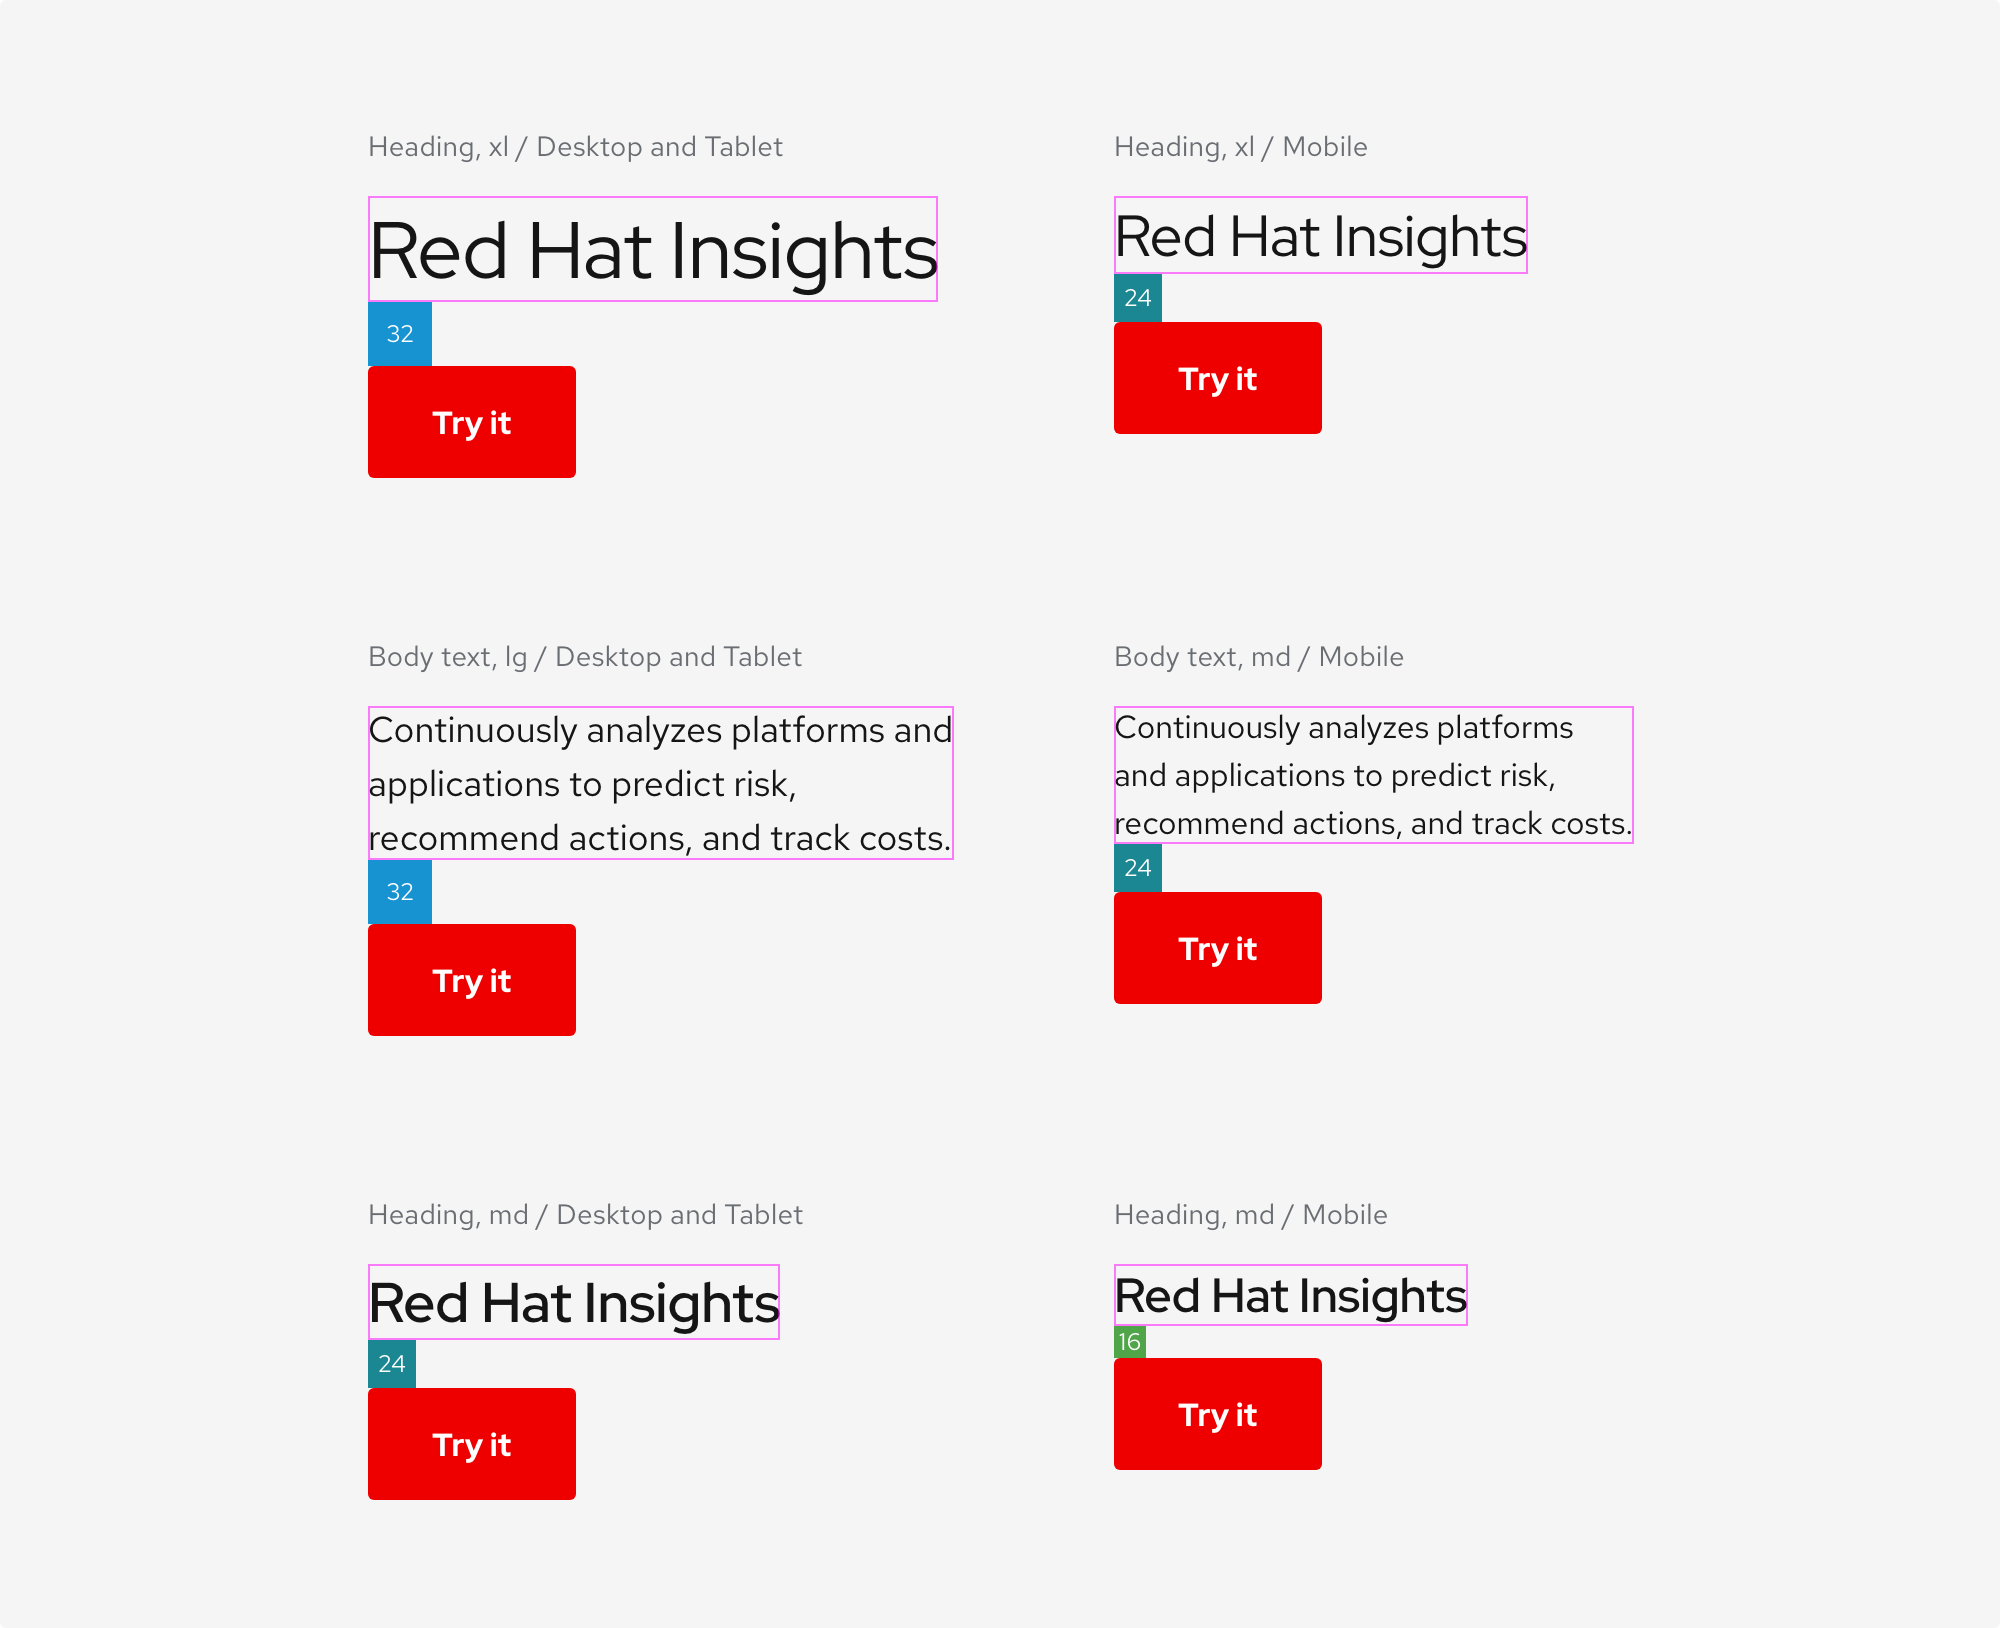 Heading, xl / Desktop and Tablet
Red Hat Insights
32
Try it
Heading, xl / Mobile
Red Hat Insights
24
Try it
Body text, lg / Desktop and Tablet
Continuously analyzes platforms and
applications to predict risk,
recommend actions, and track costs.
32
Try it
Body text, md / Mobile
Continuously analyzes platforms
and applications to predict risk,
recommend actions, and track costs.
24
Try it
Heading, md / Desktop and Tablet
Red Hat Insights
24
Try it
Heading, md / Mobile
Red Hat Insights
16
Try it